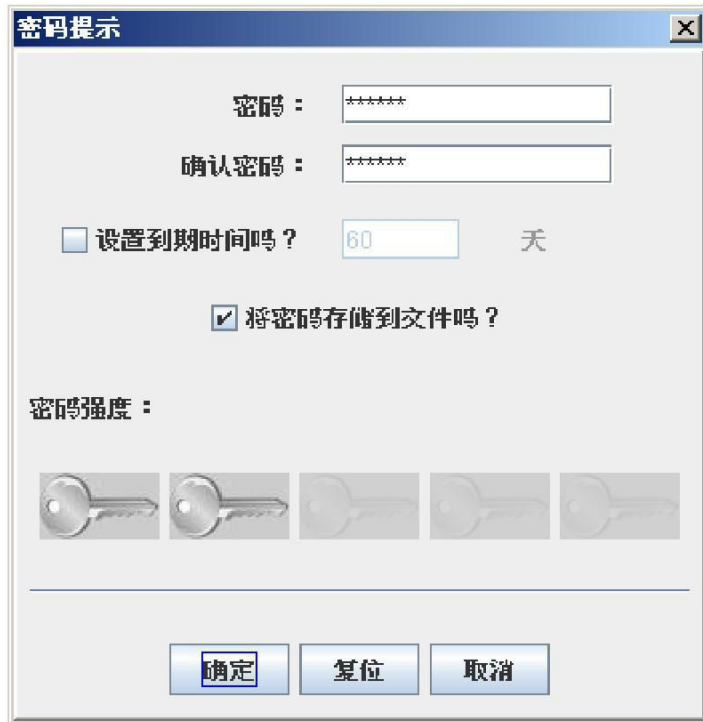 密码提示
密码： ******
确认密码： ******
设置到期时间吗？ 60 天
将密码存储到文件吗？
密码强度：
确定 复位 取消